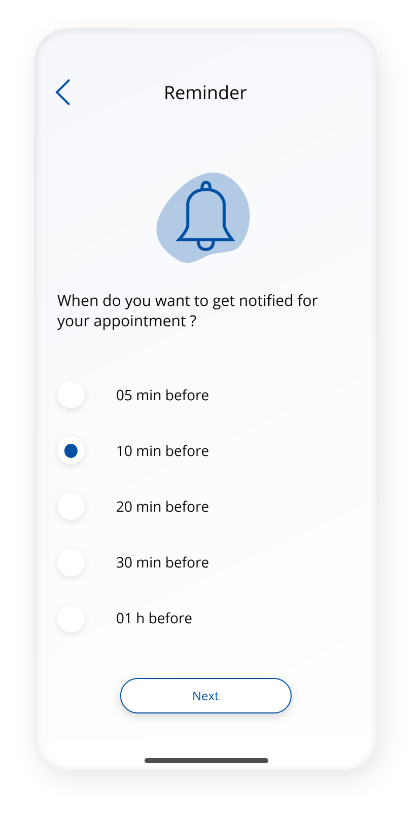 Reminder
When do you want to get notified for
your appointment ?
05 min before
10 min before
20 min before
30 min before
01 h before
Next